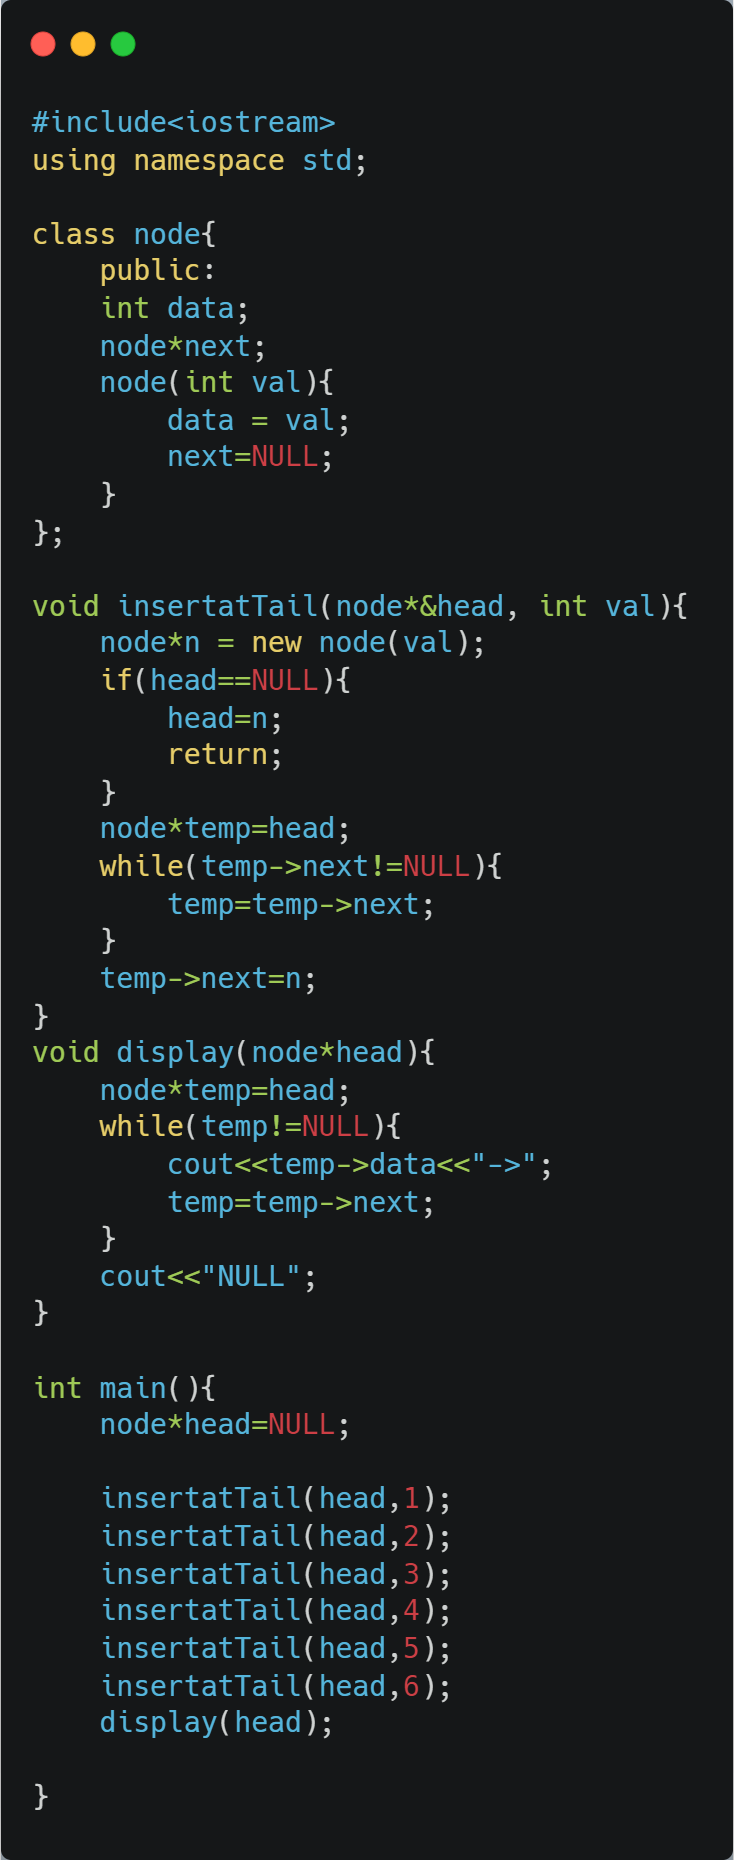 #include<iostream>
using namespace std;

class node{
    public:
    int data;
    node*next;
    node(int val){
        data = val;
        next=NULL;
    }
};

void insertatTail(node*&head, int val){
    node*n = new node(val);
    if(head==NULL){
        head=n;
        return;
    }
    node*temp=head;
    while(temp->next!=NULL){
        temp=temp->next;
    }
    temp->next=n;
}
void display(node*head){
    node*temp=head;
    while(temp!=NULL){
        cout<<temp->data<<"->";
        temp=temp->next;
    }
    cout<<"NULL";
}

int main(){
    node*head=NULL;

    insertatTail(head,1);
    insertatTail(head,2);
    insertatTail(head,3);
    insertatTail(head,4);
    insertatTail(head,5);
    insertatTail(head,6);
    display(head);

}